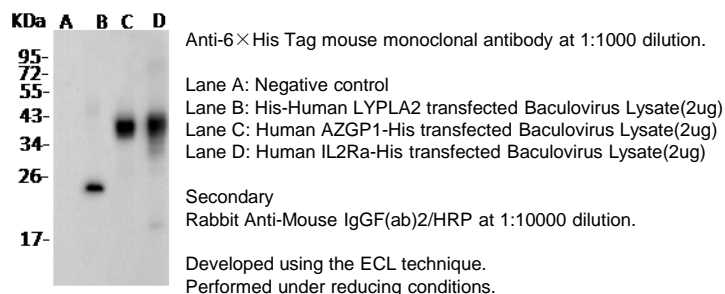 KDa A B C D
95-
72-
55-
43-
34-
26-
17-
Anti-6×His Tag mouse monoclonal antibody at 1:1000 dilution.
Lane A: Negative control
Lane B: His-Human LYPLA2 transfected Baculovirus Lysate(2ug)
Lane C: Human AZGP1-His transfected Baculovirus Lysate(2ug)
Lane D: Human IL2Ra-His transfected Baculovirus Lysate(2ug)
Secondary
Rabbit Anti-Mouse IgGF(ab)2/HRP at 1:10000 dilution.
Developed using the ECL technique.
Performed under reducing conditions.